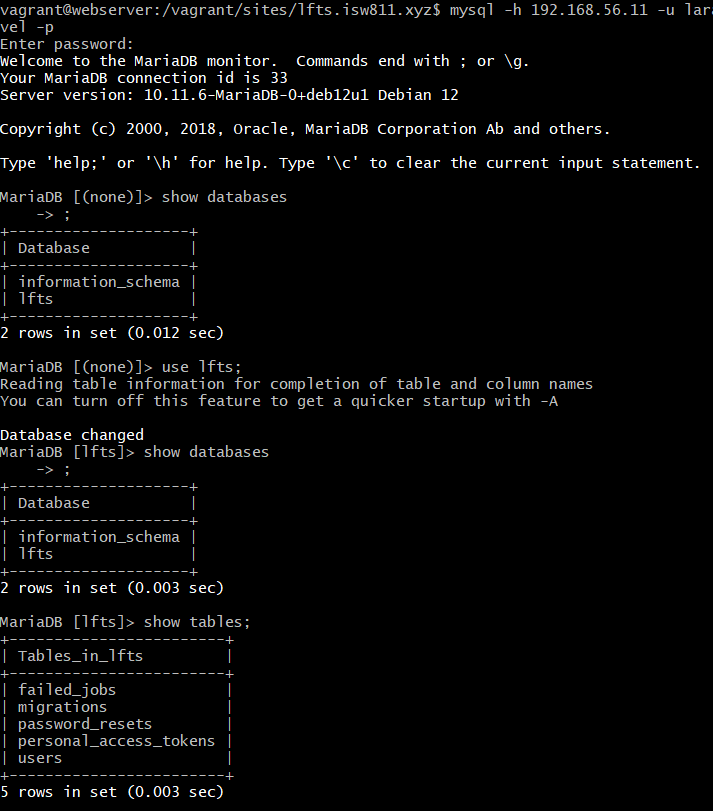 vagrant@webserver:/vagrant/sites/lfts.isw811.xyz$ mysql -h 192.168.56.11 -u lara
vel -p
Enter password:
Welcome to the MariaDB monitor.  Commands end with ; or \g.
Your MariaDB connection id is 33
Server version: 10.11.6-MariaDB-0+deb12u1 Debian 12

Copyright (c) 2000, 2018, Oracle, MariaDB Corporation Ab and others.

Type 'help;' or '\h' for help. Type '\c' to clear the current input statement.

MariaDB [(none)]> show databases
    -> ;
+--------------------+
| Database           |
+--------------------+
| information_schema |
| lfts               |
+--------------------+
2 rows in set (0.012 sec)

MariaDB [(none)]> use lfts;
Reading table information for completion of table and column names
You can turn off this feature to get a quicker startup with -A

Database changed
MariaDB [lfts]> show databases
    -> ;
+--------------------+
| Database           |
+--------------------+
| information_schema |
| lfts               |
+--------------------+
2 rows in set (0.003 sec)

MariaDB [lfts]> show tables;
+------------------------+
| Tables_in_lfts         |
+------------------------+
| failed_jobs            |
| migrations             |
| password_resets        |
| personal_access_tokens |
| users                  |
+------------------------+
5 rows in set (0.003 sec)